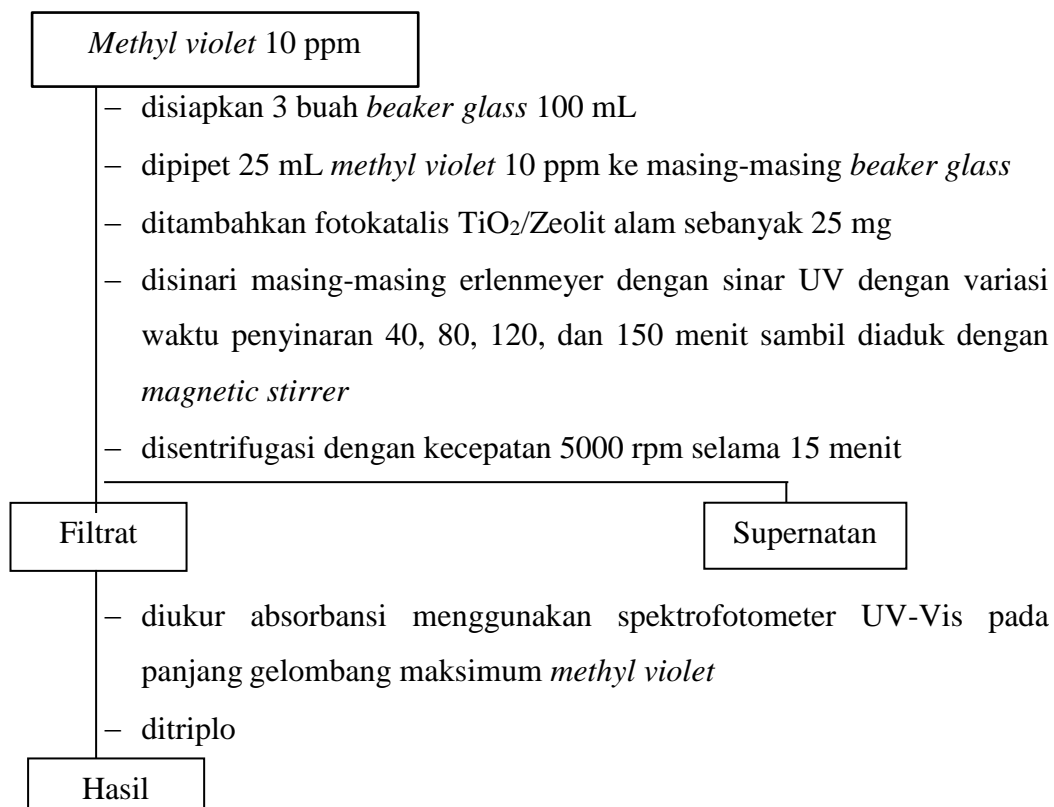 Methyl violet 10 ppm
– disiapkan 3 buah beaker glass 100 mL
– dipipet 25 mL methyl violet 10 ppm ke masing-masing beaker glass
– ditambahkan fotokatalis TiO₂/Zeolit alam sebanyak 25 mg
– disinari masing-masing erlenmeyer dengan sinar UV dengan variasi
waktu penyinaran 40, 80, 120, dan 150 menit sambil diaduk dengan
magnetic stirrer
– disentrifugasi dengan kecepatan 5000 rpm selama 15 menit
Filtrat
Supernatan
– diukur absorbansi menggunakan spektrofotometer UV-Vis pada
panjang gelombang maksimum methyl violet
– ditriplo
Hasil